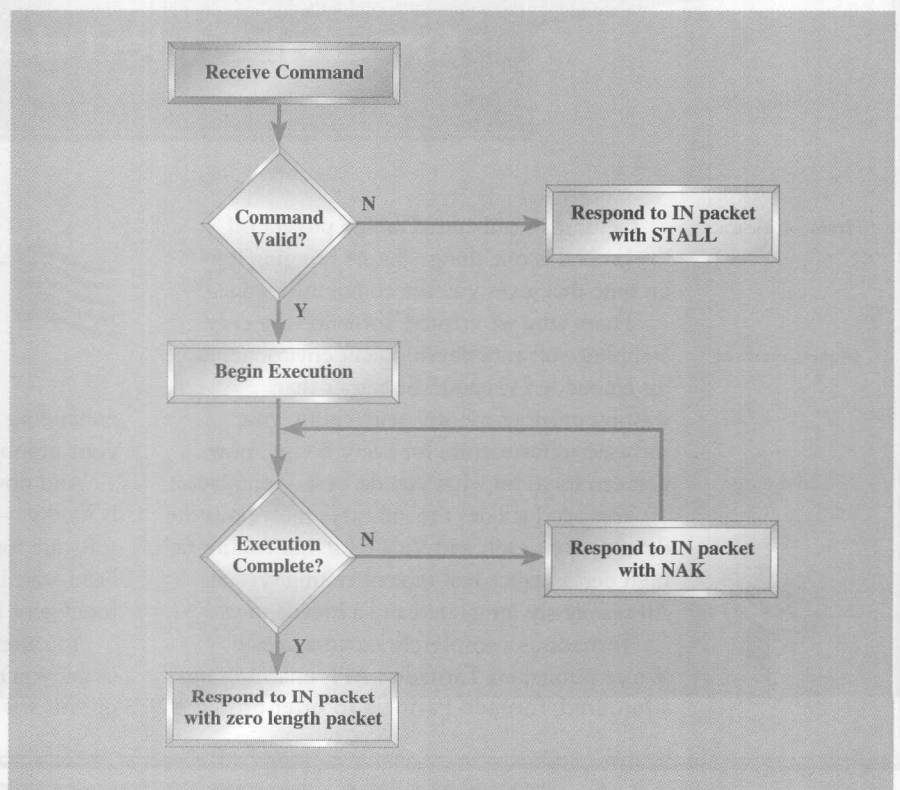 Receive Command
Command
Valid?
N
Respond to IN packet
with STALL
Y
Begin Execution
Execution
Complete?
N
Respond to IN packet
with NAK
Y
Respond to IN packet
with zero length packet